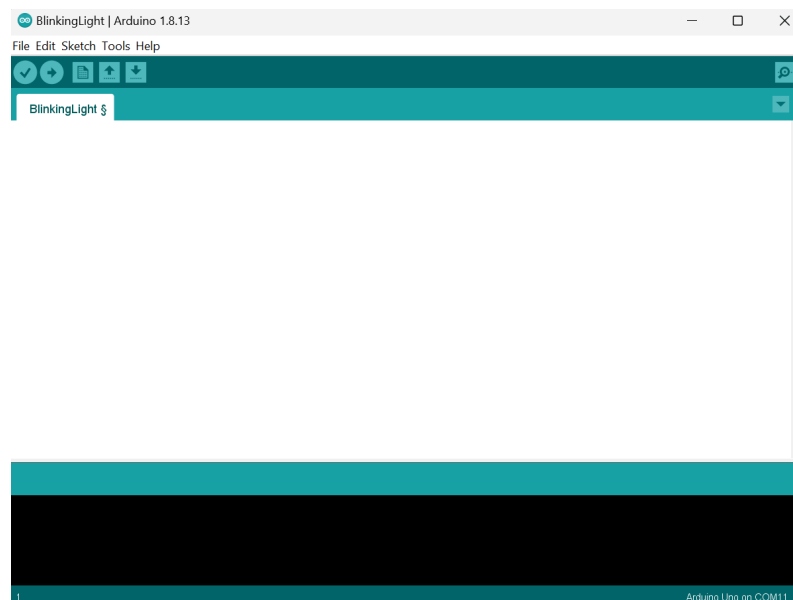 BlinkingLight | Arduino 1.8.13
File Edit Sketch Tools Help
BlinkingLight §
1
Arduino Uno on COM11